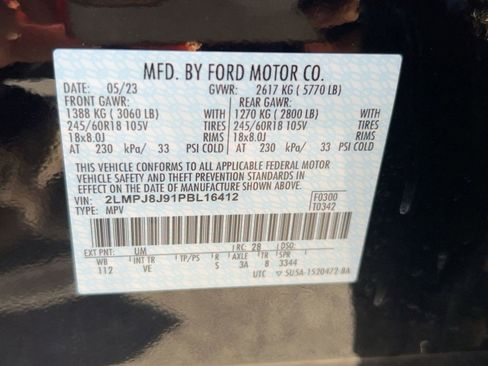 MFD. BY FORD MOTOR CO.
DATE: 05/23 GVWR: 2617 KG ( 5770 LB)
FRONT GAWR: REAR GAWR:
1388 KG ( 3060 LB) WITH 1270 KG ( 2800 LB) WITH
245/60R18 105V TIRES 245/60R18 105V TIRES
18x8.0J RIMS 18x8.0J RIMS
AT 230 kPa/ 33 PSI COLD AT 230 kPa/ 33 PSI COLD
THIS VEHICLE CONFORMS TO ALL APPLICABLE FEDERAL MOTOR
VEHICLE SAFETY AND THEFT PREVENTION STANDARDS IN EFFECT
ON THE DATE OF MANUFACTURE SHOWN ABOVE.
VIN: 2LMPJ8J91PBL16412 F0300
TYPE: MPV T0342
EXT PNT: UM RC: 28 DSO:
WB INT TR TP/PS R AXLE TR SPR
112 VE S 3A 8 3344
UTC ▽ SU5A-1520472-BA